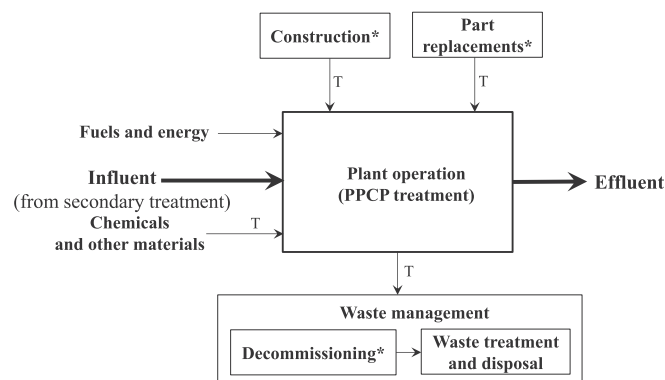 Construction*
Part
replacements*
T
T
Fuels and energy
Influent
(from secondary treatment)
Chemicals
and other materials
T
Plant operation
(PPCP treatment)
Effluent
T
Waste management
Decommissioning*
Waste treatment
and disposal